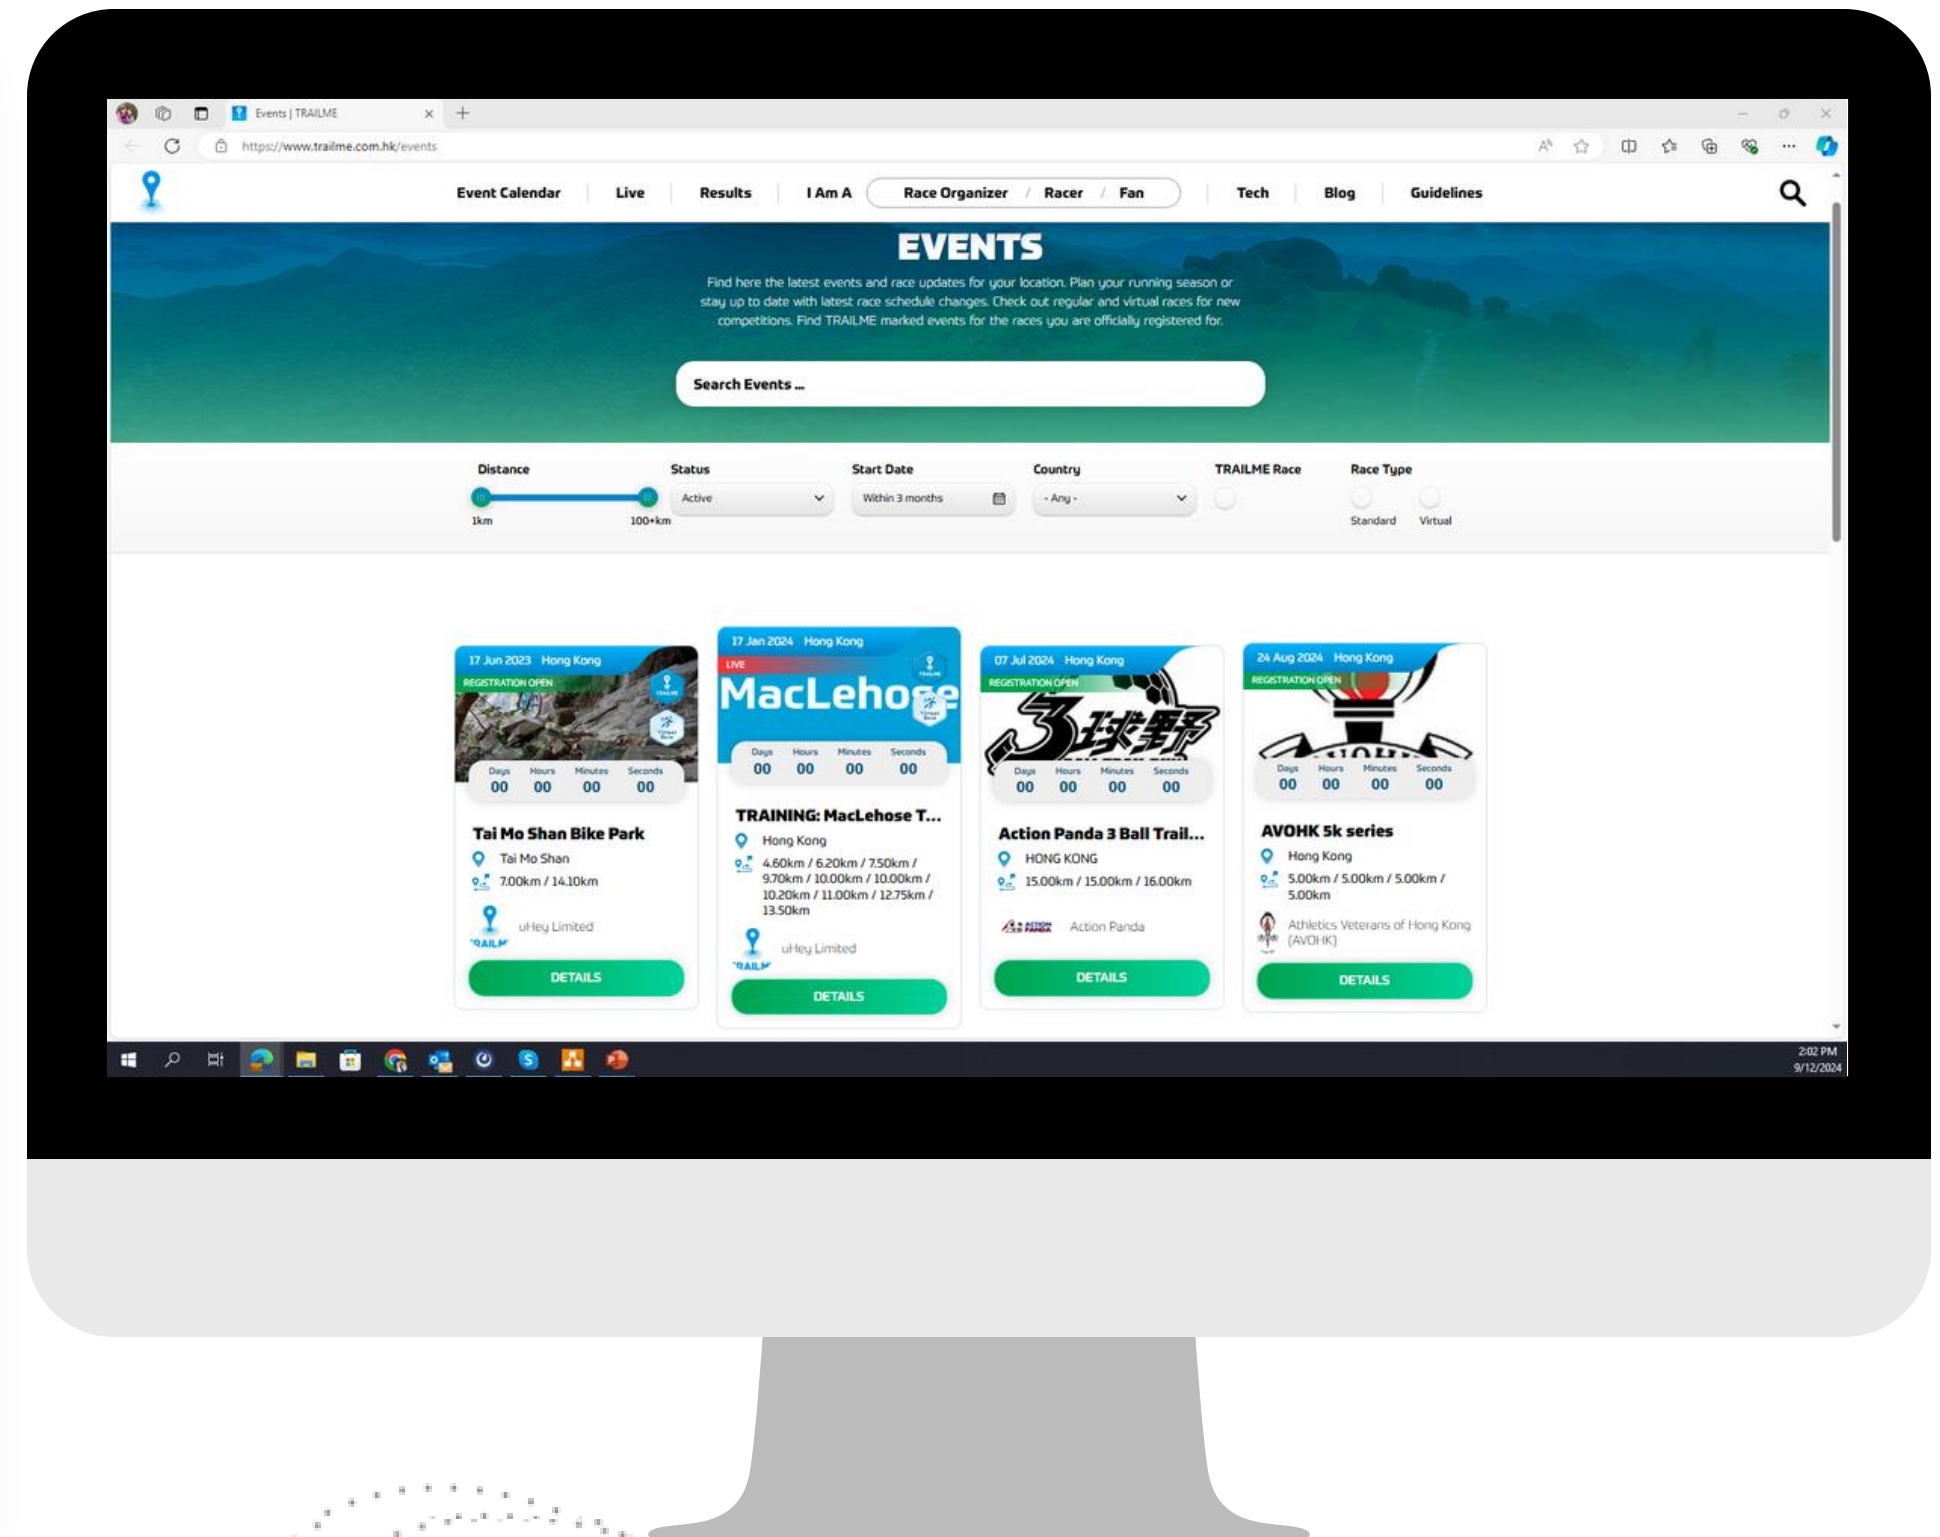 Events | TRAILME
https://www.trailme.com.hk/events
Event Calendar
Live
Results
I Am A
Race Organizer / Racer / Fan
Tech
Blog
Guidelines
EVENTS
Find here the latest events and race updates for your location. Plan your running season or
stay up to date with latest race schedule changes. Check out regular and virtual races for new
competitions. Find TRAILME marked events for the races you are officially registered for.
Search Events ...
Distance
Status
Start Date
Country
TRAILME Race
Race Type
Active
Within 3 months
- Any -
1km
100+km
Standard
Virtual
17 Jun 2023 Hong Kong
REGISTRATION OPEN
TRAILME
Virtual
Race
Days Hours Minutes Seconds
00 00 00 00
Tai Mo Shan Bike Park
Tai Mo Shan
7.00km / 14.10km
uHey Limited
DETAILS
17 Jan 2024 Hong Kong
LIVE
TRAILME
MacLehose
Virtual
Race
Days Hours Minutes Seconds
00 00 00 00
TRAINING: MacLehose T...
Hong Kong
4.60km / 6.20km / 7.50km /
9.70km / 10.00km / 10.00km /
10.20km / 11.00km / 12.75km /
13.50km
uHey Limited
DETAILS
07 Jul 2024 Hong Kong
REGISTRATION OPEN
3球野
Days Hours Minutes Seconds
00 00 00 00
Action Panda 3 Ball Trail...
HONG KONG
15.00km / 15.00km / 16.00km
ACTION
PANDA
Action Panda
DETAILS
24 Aug 2024 Hong Kong
REGISTRATION OPEN
Days Hours Minutes Seconds
00 00 00 00
AVOHK 5k series
Hong Kong
5.00km / 5.00km / 5.00km /
5.00km
Athletics Veterans of Hong Kong
(AVOHK)
DETAILS
2:02 PM
9/12/2024